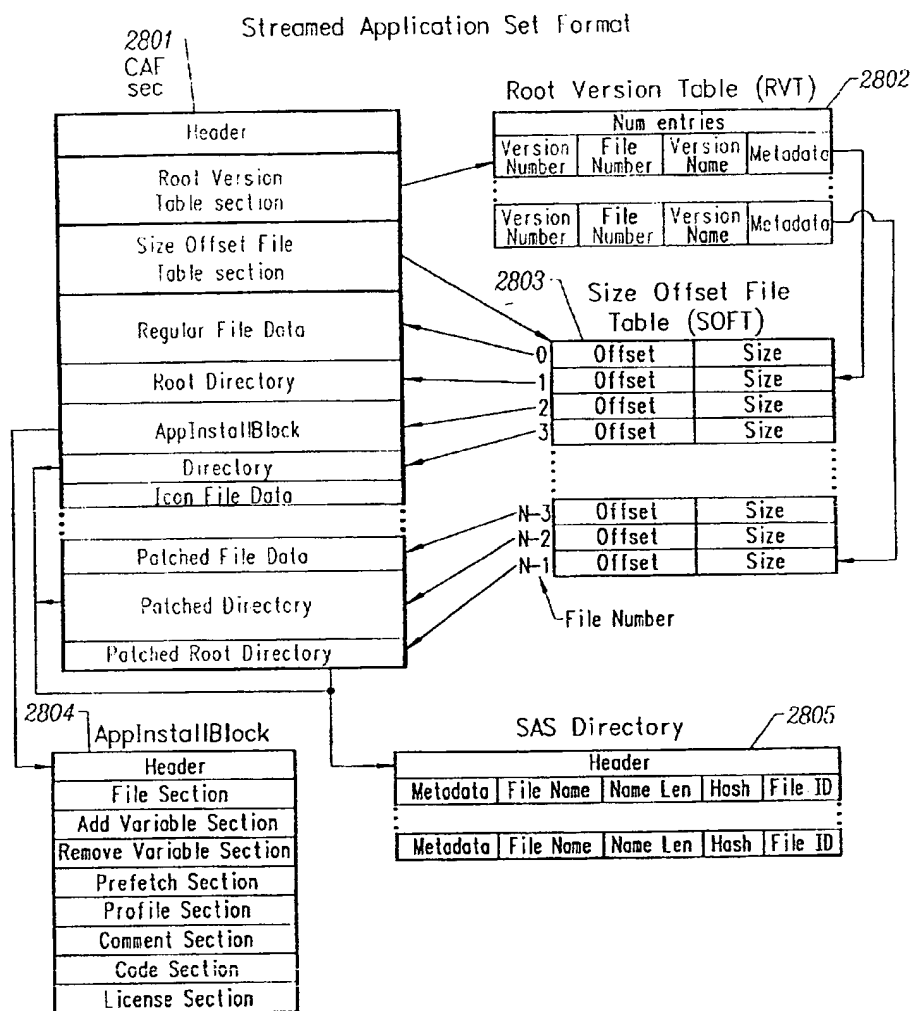 Streamed Application Set Format
2801
CAF
sec
Header
Root Version
Table section
Size Offset File
Table section
Regular File Data
Root Directory
AppInstallBlock
Directory
Icon File Data
Patched File Data
Patched Directory
Patched Root Directory
Root Version Table (RVT)
2802
Num entries
Version Number File Number Version Name Metadata
Version Number File Number Version Name Metadata
2803
Size Offset File
Table (SOFT)
0 Offset Size
1 Offset Size
2 Offset Size
3 Offset Size
N-3 Offset Size
N-2 Offset Size
N-1 Offset Size
File Number
2804
AppInstallBlock
Header
File Section
Add Variable Section
Remove Variable Section
Prefetch Section
Profile Section
Comment Section
Code Section
License Section
SAS Directory
2805
Header
Metadata File Name Name Len Hash File ID
Metadata File Name Name Len Hash File ID